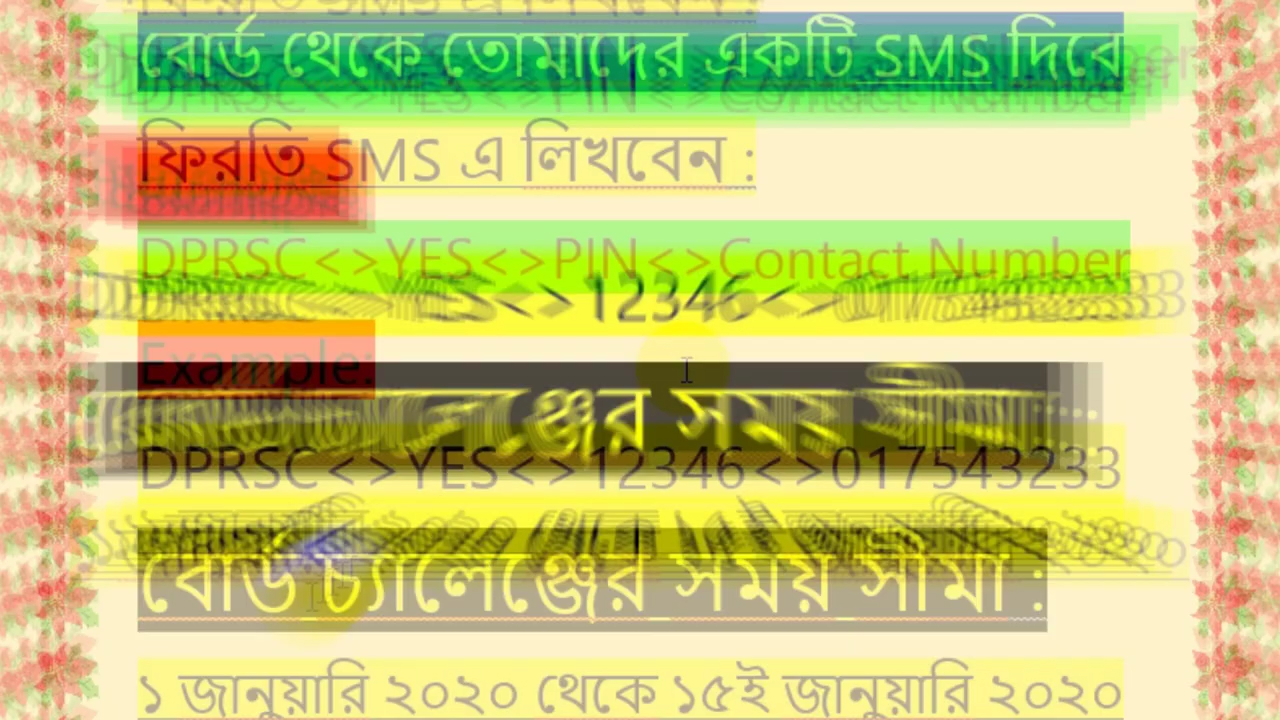 বোর্ড থেকে তোমাদের একটি SMS দিবে
ফিরতি SMS এ লিখবেন :
DPRSC<>YES<>PIN<>Contact Number
Example:
DPRSC<>YES<>12346<>017543233
বোর্ড চ্যালেঞ্জের সময় সীমা :
১ জানুয়ারি ২০২০ থেকে ১৫ই জানুয়ারি ২০২০